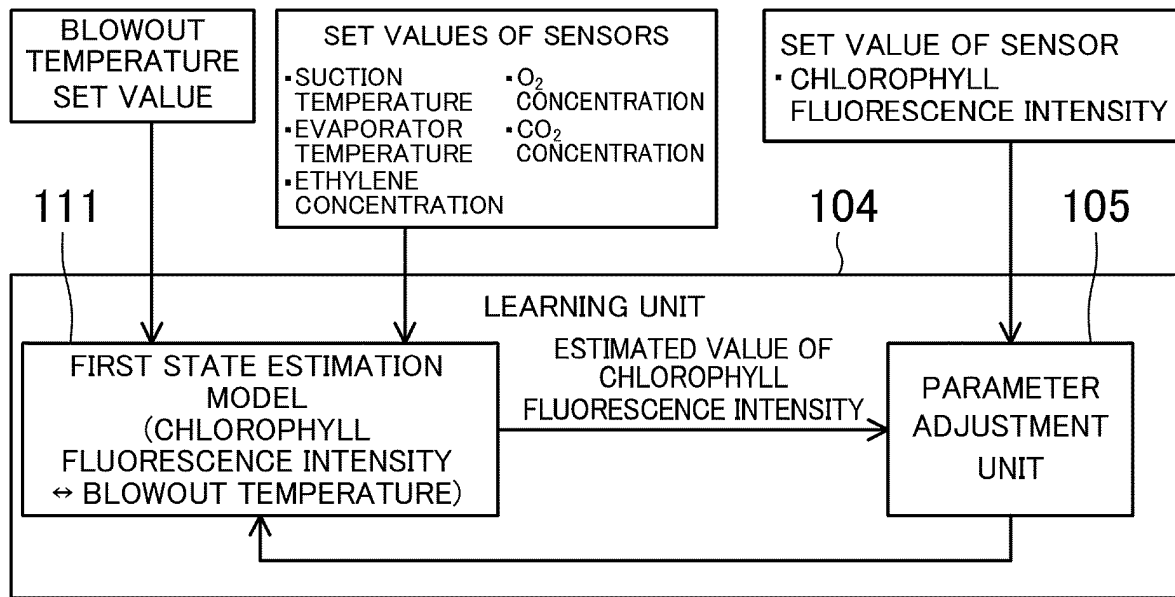 BLOWOUT
TEMPERATURE
SET VALUE
SET VALUES OF SENSORS
▪SUCTION
TEMPERATURE
▪EVAPORATOR
TEMPERATURE
▪ETHYLENE
CONCENTRATION
▪O₂
CONCENTRATION
▪CO₂
CONCENTRATION
SET VALUE OF SENSOR
▪ CHLOROPHYLL
FLUORESCENCE INTENSITY
111
104
105
LEARNING UNIT
FIRST STATE ESTIMATION
MODEL
(CHLOROPHYLL
FLUORESCENCE INTENSITY
↔ BLOWOUT TEMPERATURE)
ESTIMATED VALUE OF
CHLOROPHYLL
FLUORESCENCE INTENSITY
PARAMETER
ADJUSTMENT
UNIT